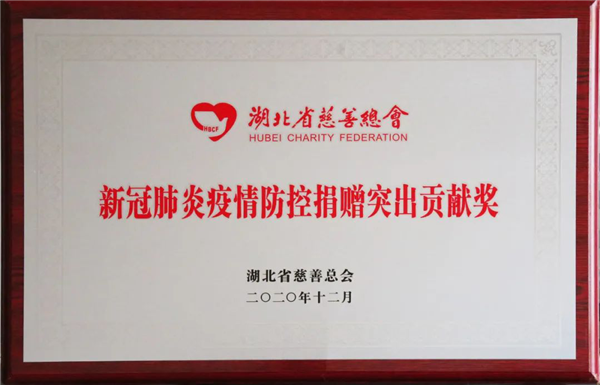 湖北省慈善總會
HBCF
HUBEI CHARITY FEDERATION
新冠肺炎疫情防控捐赠突出贡献奖
湖北省慈善总会
二〇二〇年十二月